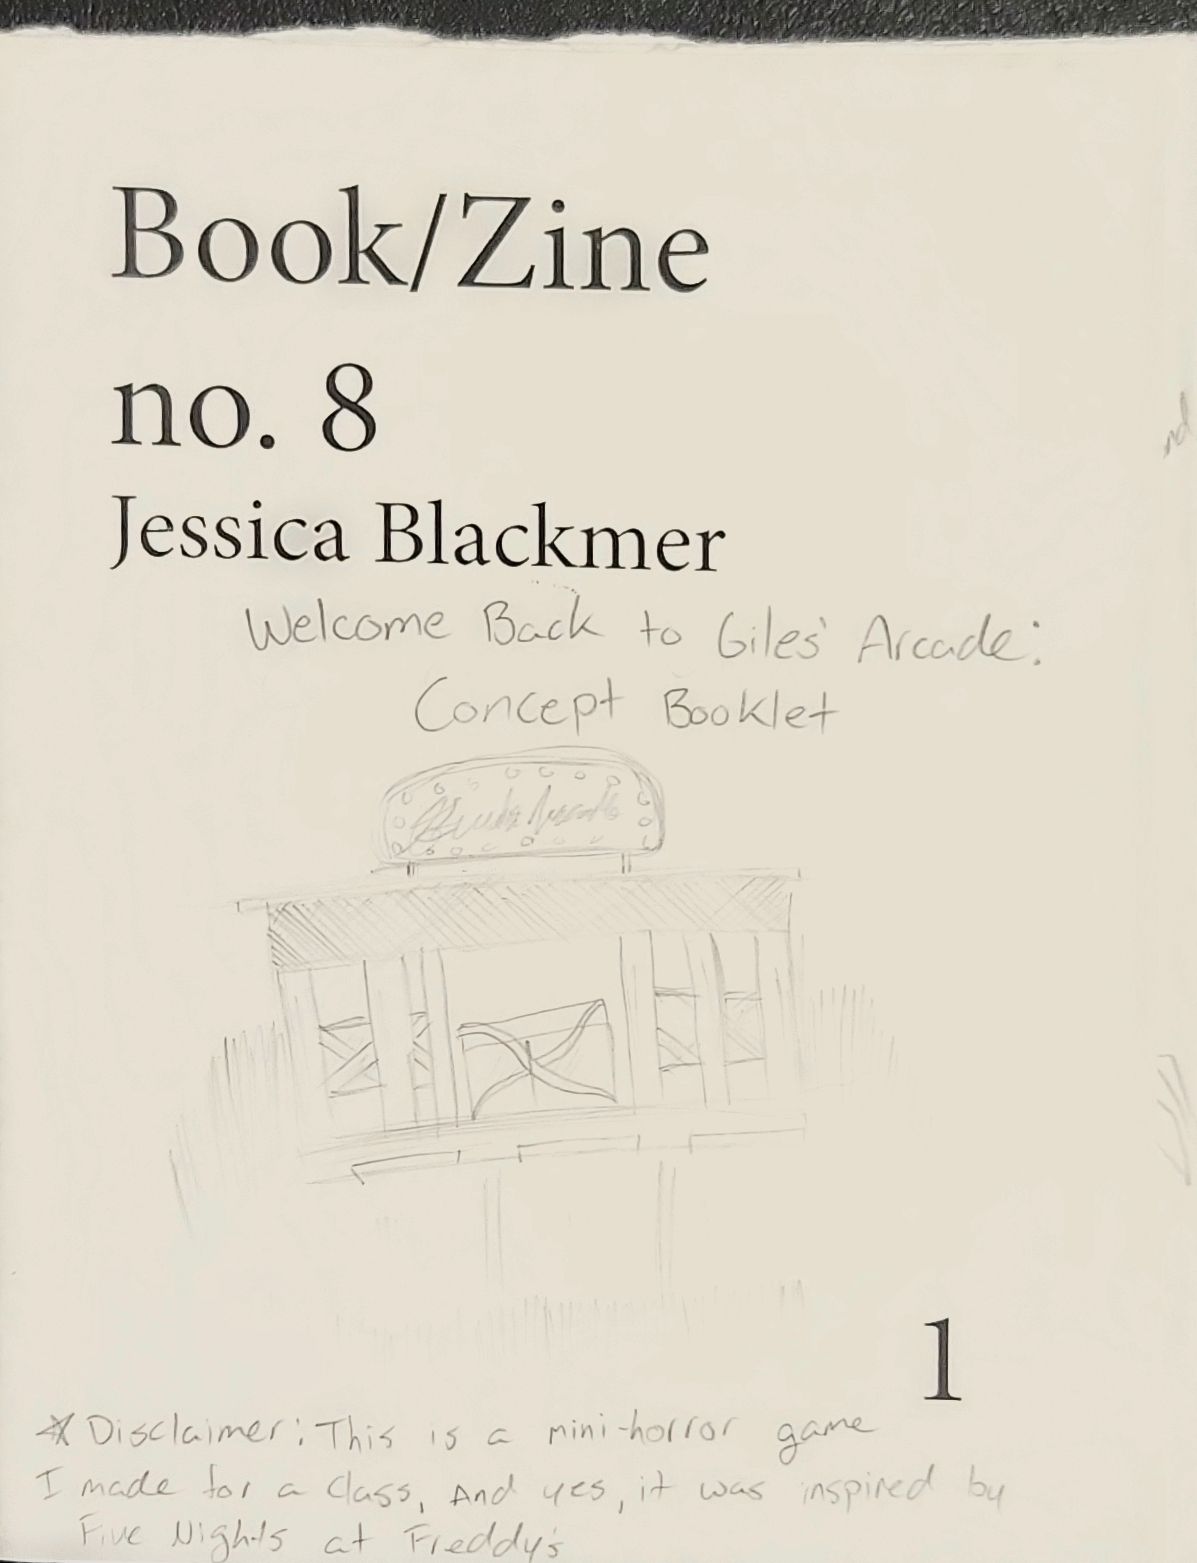 Book/Zine
no. 8
Jessica Blackmer
Welcome Back to Giles' Arcade:
Concept Booklet
nd
1
* Disclaimer: This is a mini-horror game
I made for a class, And yes, it was inspired by
Five Nights at Freddy's